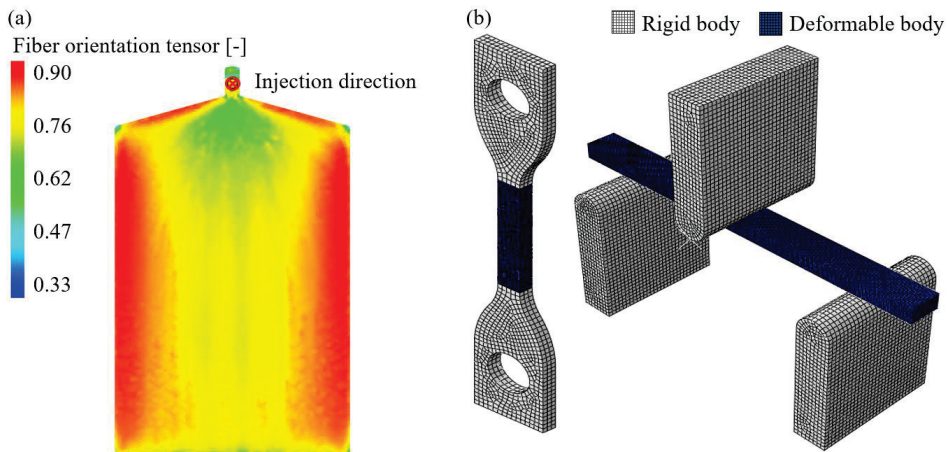 (a)
Fiber orientation tensor [-]
0.90
0.76
0.62
0.47
0.33
Injection direction
(b)
Rigid body
Deformable body